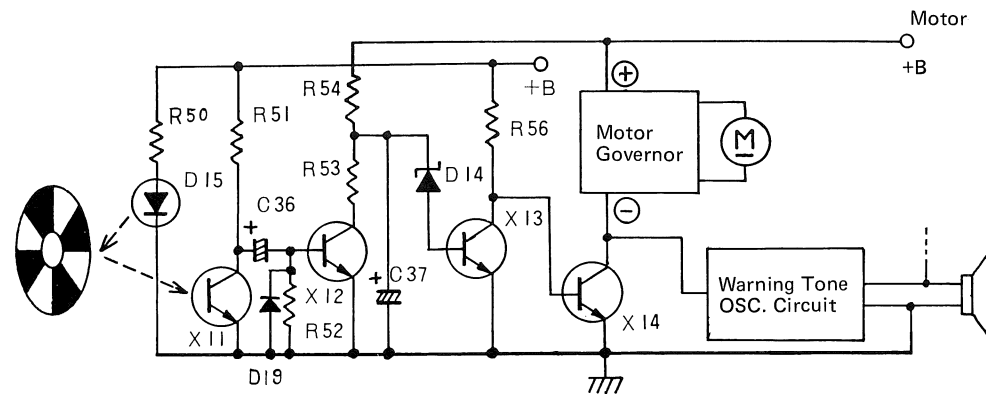 Motor
+B
+B
R54
R50
R51
R56
Motor
Governor
M
+
−
D15
R53
D14
C36
+
X13
X12
+
C37
Warning Tone
OSC. Circuit
X11
R52
X14
D19